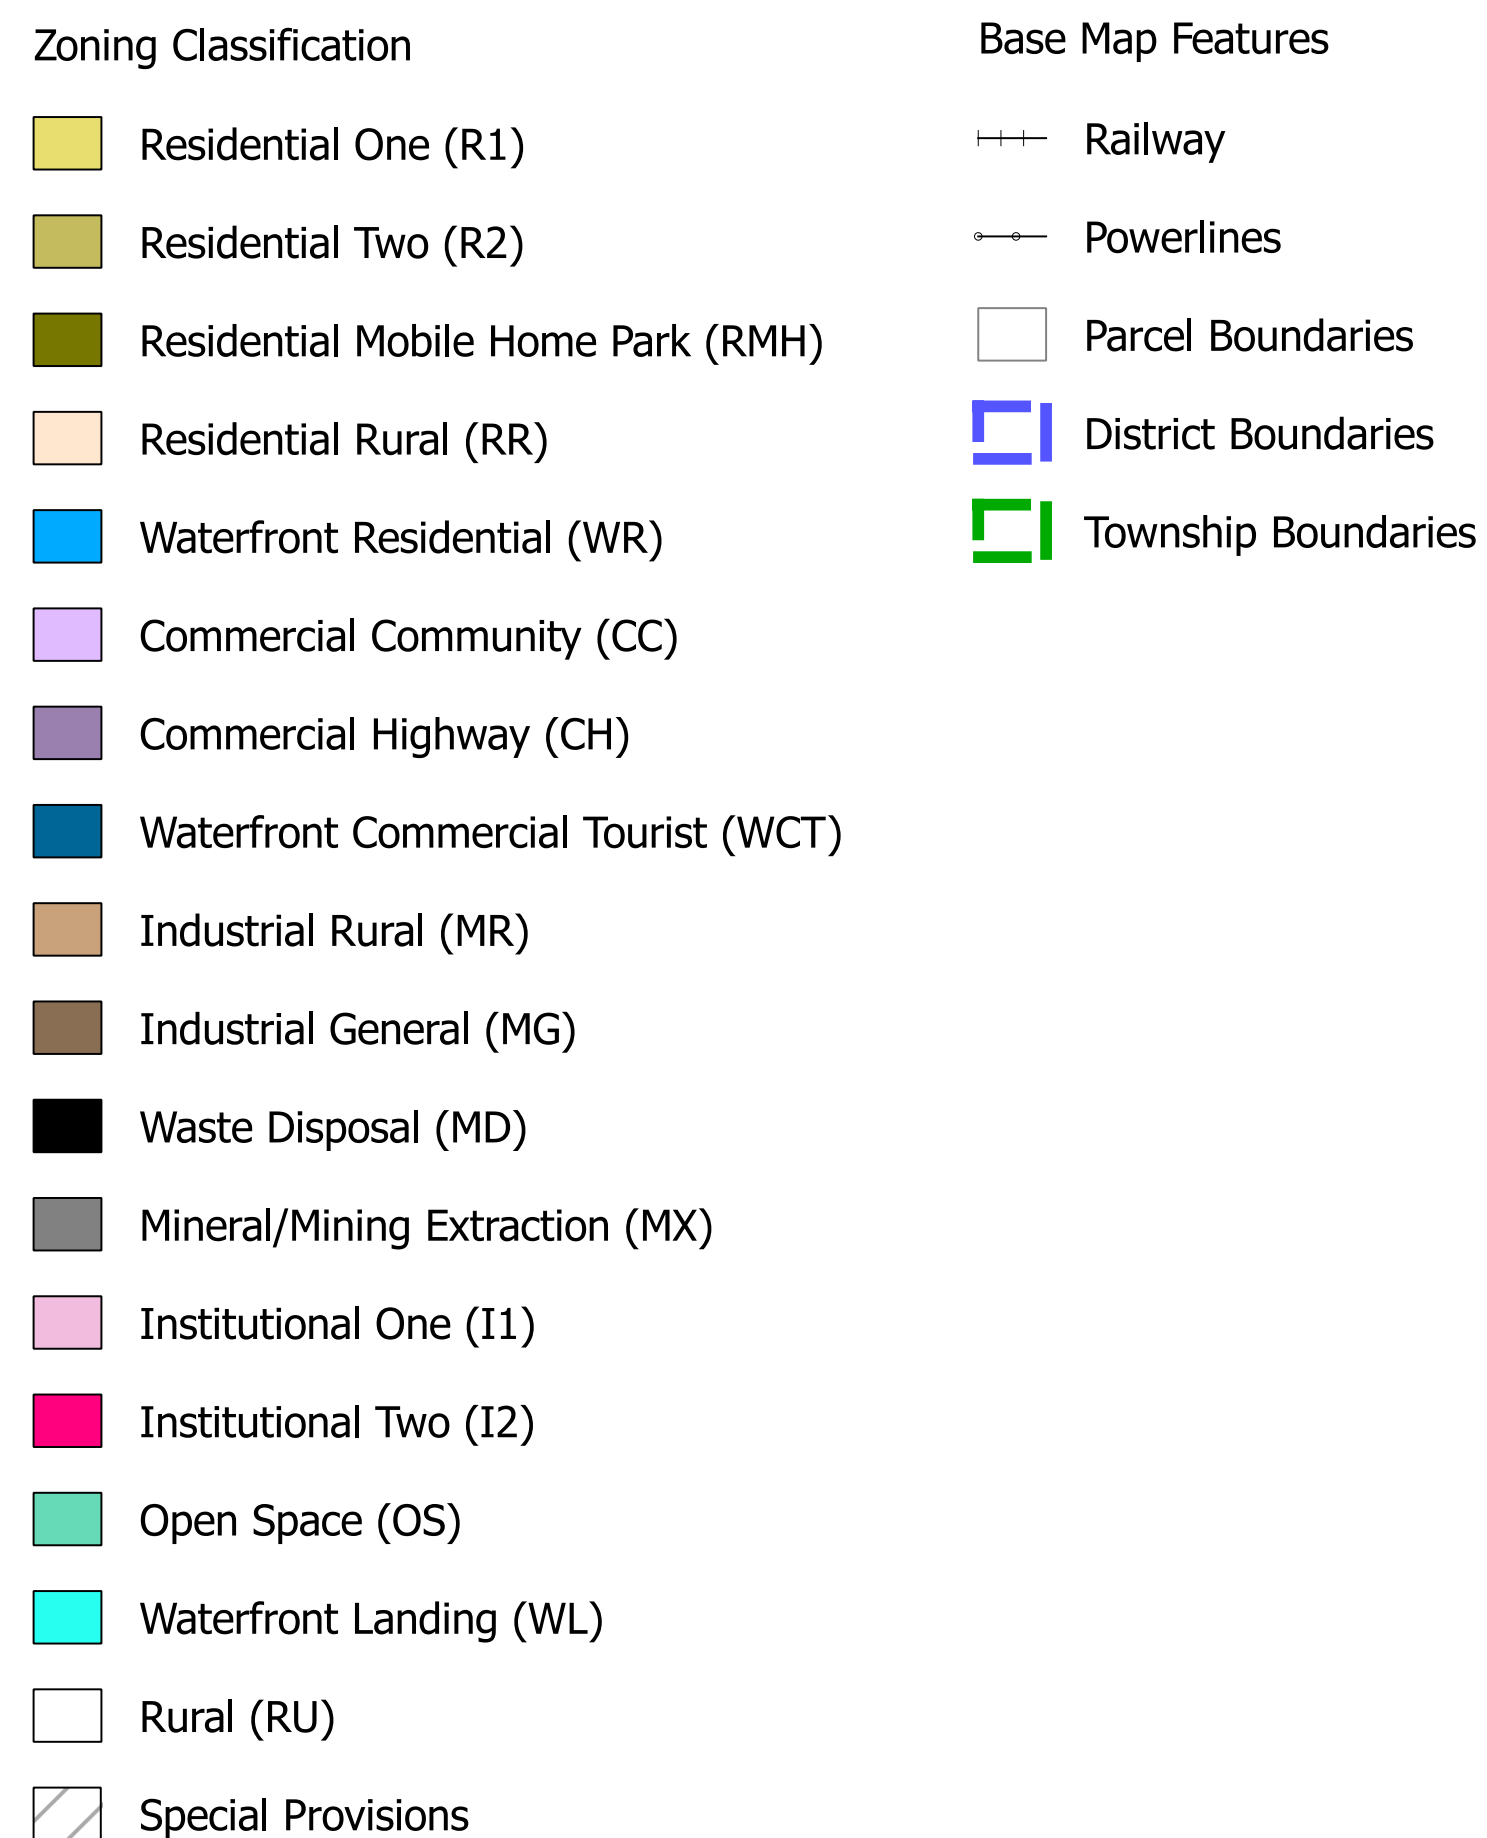 Zoning Classification
Residential One (R1)
Residential Two (R2)
Residential Mobile Home Park (RMH)
Residential Rural (RR)
Waterfront Residential (WR)
Commercial Community (CC)
Commercial Highway (CH)
Waterfront Commercial Tourist (WCT)
Industrial Rural (MR)
Industrial General (MG)
Waste Disposal (MD)
Mineral/Mining Extraction (MX)
Institutional One (I1)
Institutional Two (I2)
Open Space (OS)
Waterfront Landing (WL)
Rural (RU)
Special Provisions
Base Map Features
Railway
Powerlines
Parcel Boundaries
District Boundaries
Township Boundaries